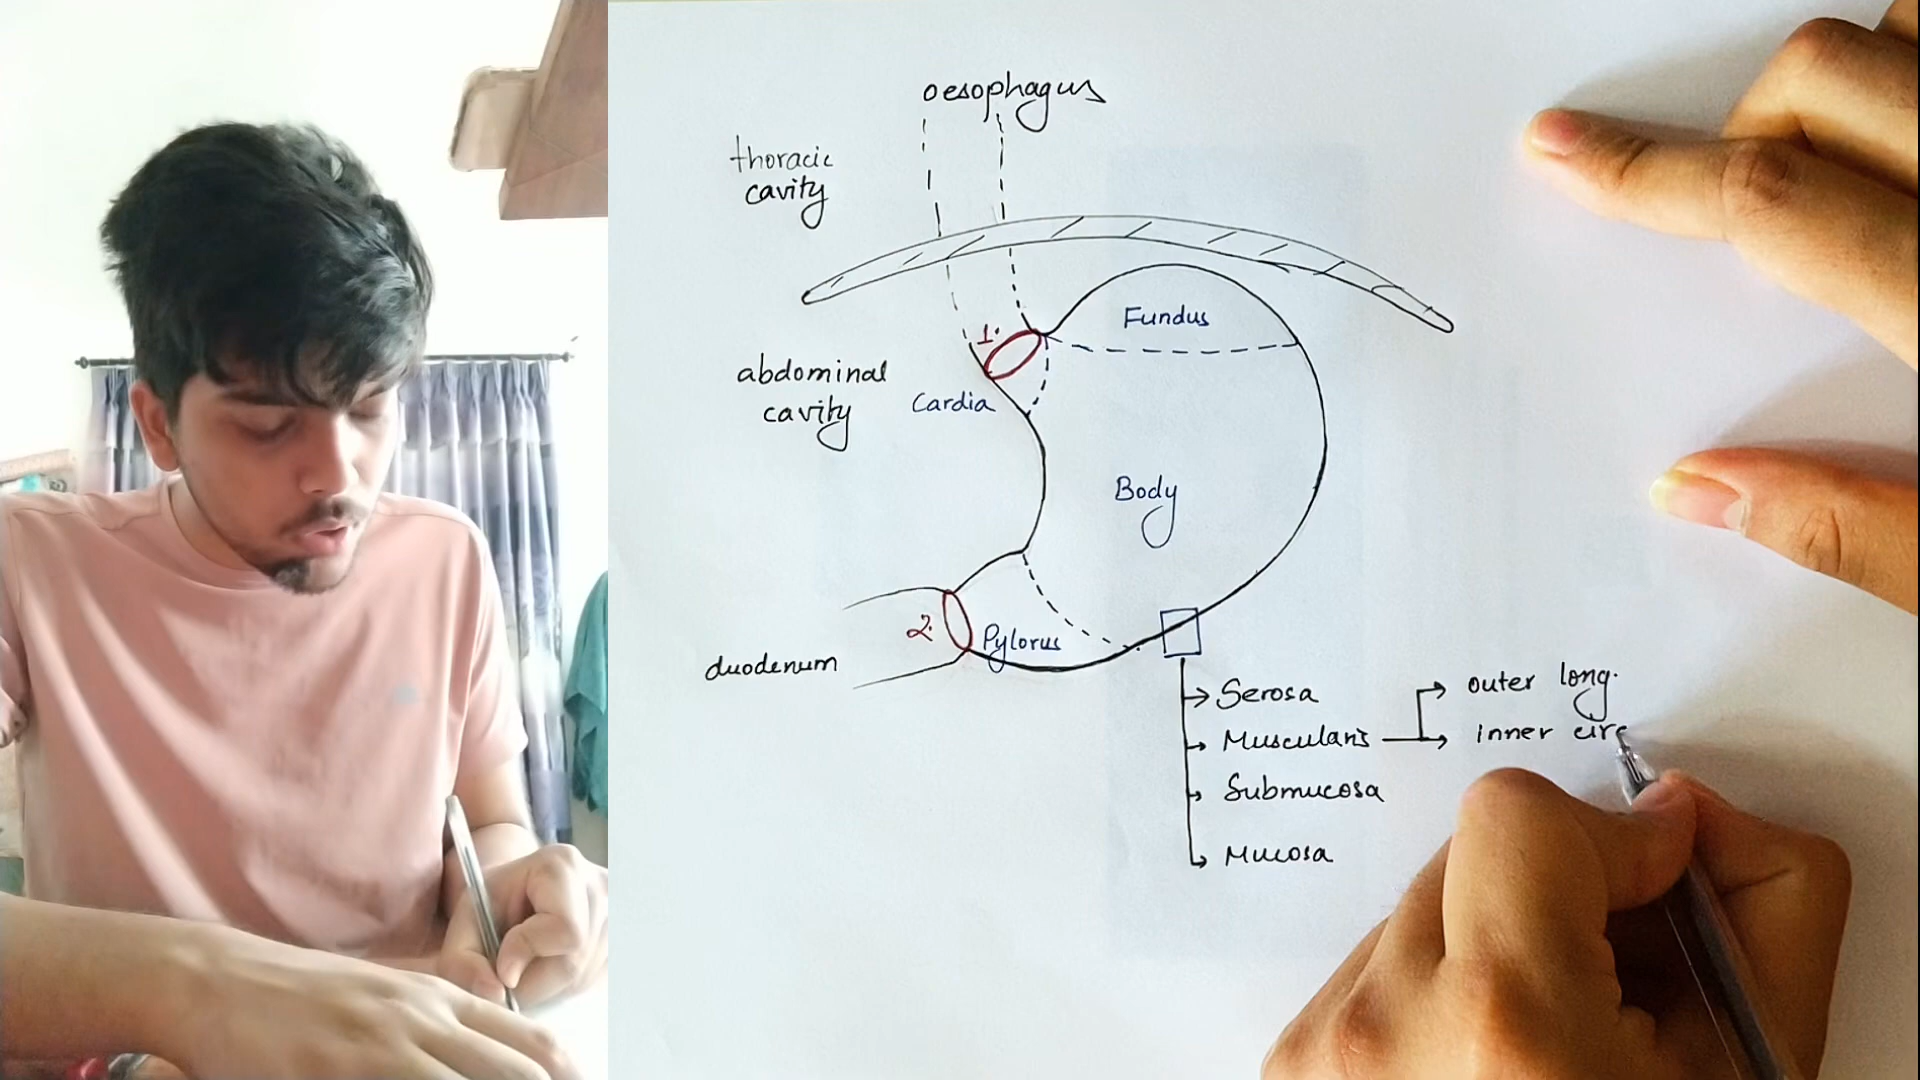 oesophagus
thoracic
cavity
1.
Fundus
abdominal
cavity
Cardia
Body
2.
Pylorus
duodenum
Serosa
Muscularis
outer long.
inner circ
Submucosa
Mucosa